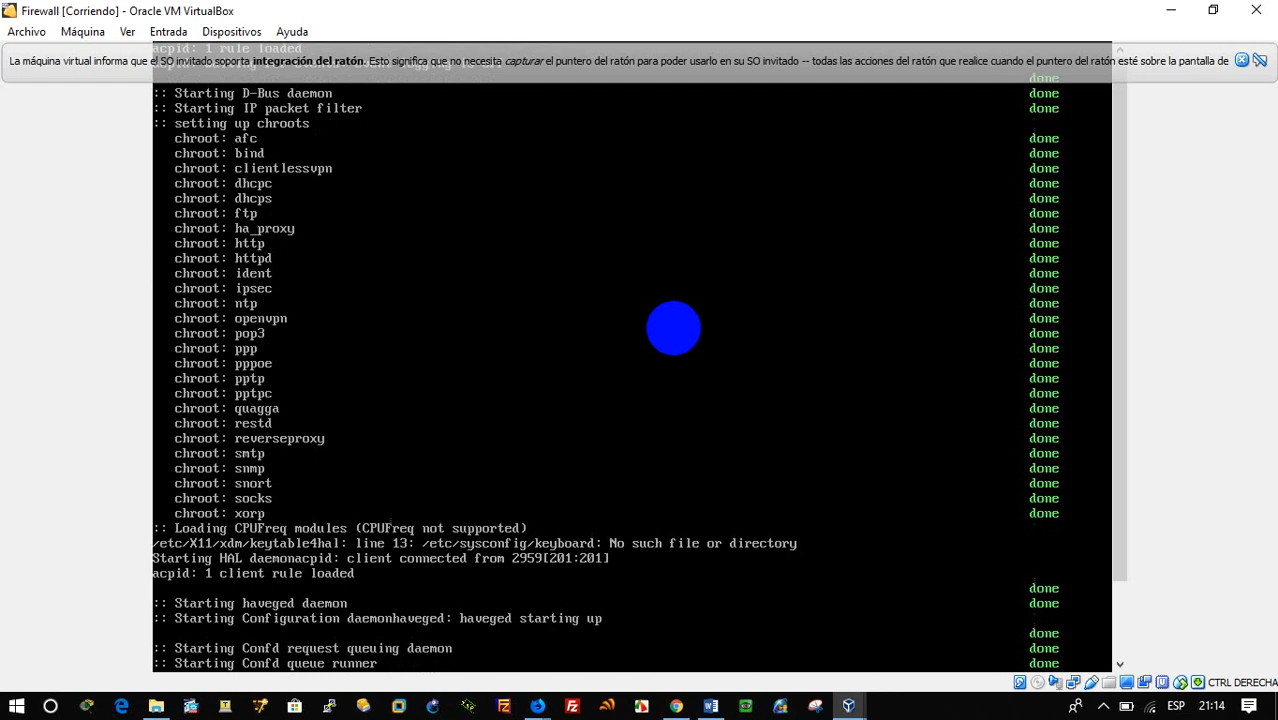 Firewall [Corriendo] - Oracle VM VirtualBox
Archivo Máquina Ver Entrada Dispositivos Ayuda
acpid: 1 rule loaded
La máquina virtual informa que el SO invitado soporta integración del ratón. Esto significa que no necesita capturar el puntero del ratón para poder usarlo en su SO invitado -- todas las acciones del ratón que realice cuando el puntero del ratón esté sobre la pantalla de
done
:: Starting D-Bus daemon done
:: Starting IP packet filter done
:: setting up chroots
chroot: afc done
chroot: bind done
chroot: clientlessvpn done
chroot: dhcpc done
chroot: dhcps done
chroot: ftp done
chroot: ha_proxy done
chroot: http done
chroot: httpd done
chroot: ident done
chroot: ipsec done
chroot: ntp done
chroot: openvpn done
chroot: pop3 done
chroot: ppp done
chroot: pppoe done
chroot: pptp done
chroot: pptpc done
chroot: quagga done
chroot: restd done
chroot: reverseproxy done
chroot: smtp done
chroot: snmp done
chroot: snort done
chroot: socks done
chroot: xorp done
:: Loading CPUFreq modules (CPUFreq not supported)
/etc/X11/xdm/keytable4hal: line 13: /etc/sysconfig/keyboard: No such file or directory
Starting HAL daemonacpid: client connected from 2959[201:201]
acpid: 1 client rule loaded
done
:: Starting haveged daemon done
:: Starting Configuration daemonhaveged: haveged starting up
done
:: Starting Confd request queuing daemon done
:: Starting Confd queue runner done
CTRL DERECHA
ESP 21:14